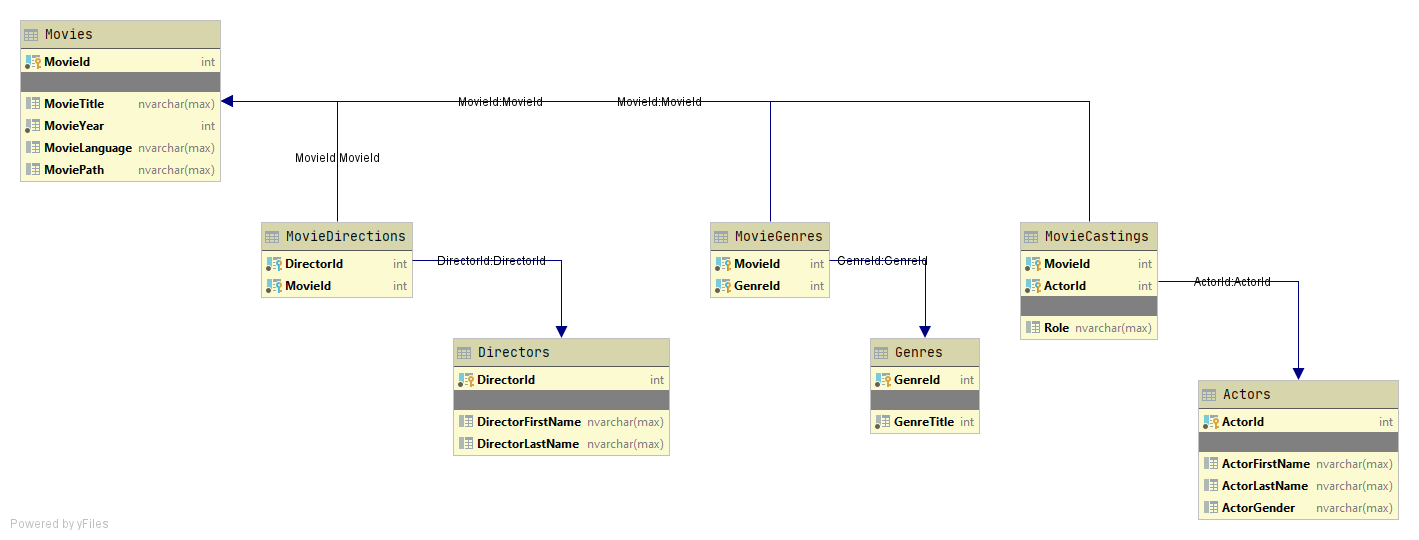 Movies
MovieId int
MovieTitle nvarchar(max)
MovieYear int
MovieLanguage nvarchar(max)
MoviePath nvarchar(max)
MovieId:MovieId
MovieId:MovieId
MovieId:MovieId
MovieDirections
DirectorId int
MovieId int
DirectorId:DirectorId
MovieGenres
MovieId int
GenreId int
GenreId:GenreId
MovieCastings
MovieId int
ActorId int
Role nvarchar(max)
ActorId:ActorId
Directors
DirectorId int
DirectorFirstName nvarchar(max)
DirectorLastName nvarchar(max)
Genres
GenreId int
GenreTitle int
Actors
ActorId int
ActorFirstName nvarchar(max)
ActorLastName nvarchar(max)
ActorGender nvarchar(max)
Powered by yFiles